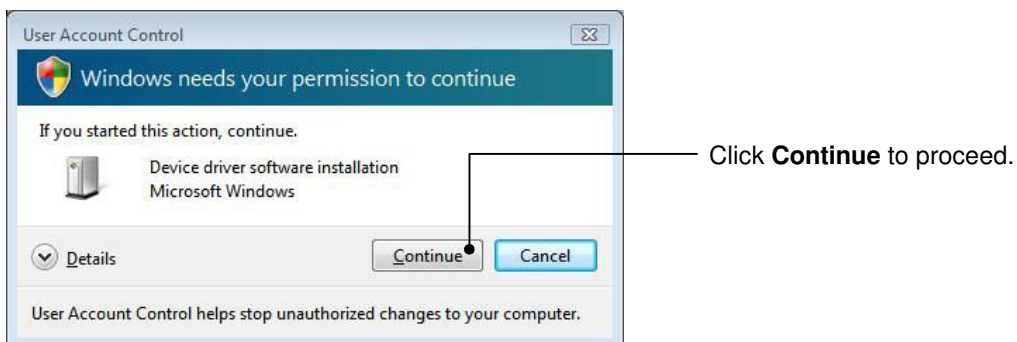 User Account Control
Windows needs your permission to continue
If you started this action, continue.
Device driver software installation
Microsoft Windows
Click Continue to proceed.
Details
Continue
Cancel
User Account Control helps stop unauthorized changes to your computer.